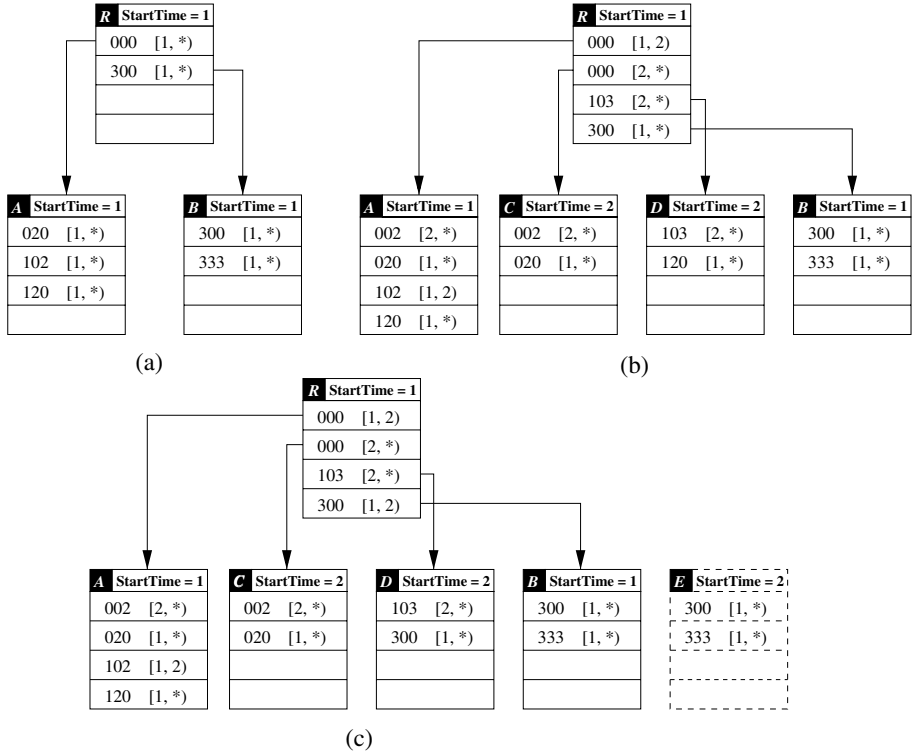 R StartTime = 1
000 [1, *)
300 [1, *)
A StartTime = 1
020 [1, *)
102 [1, *)
120 [1, *)
B StartTime = 1
300 [1, *)
333 [1, *)
(a)
R StartTime = 1
000 [1, 2)
000 [2, *)
103 [2, *)
300 [1, *)
A StartTime = 1
002 [2, *)
020 [1, *)
102 [1, 2)
120 [1, *)
C StartTime = 2
002 [2, *)
020 [1, *)
D StartTime = 2
103 [2, *)
120 [1, *)
B StartTime = 1
300 [1, *)
333 [1, *)
(b)
R StartTime = 1
000 [1, 2)
000 [2, *)
103 [2, *)
300 [1, 2)
A StartTime = 1
002 [2, *)
020 [1, *)
102 [1, 2)
120 [1, *)
C StartTime = 2
002 [2, *)
020 [1, *)
D StartTime = 2
103 [2, *)
300 [1, *)
B StartTime = 1
300 [1, *)
333 [1, *)
E StartTime = 2
300 [1, *)
333 [1, *)
(c)